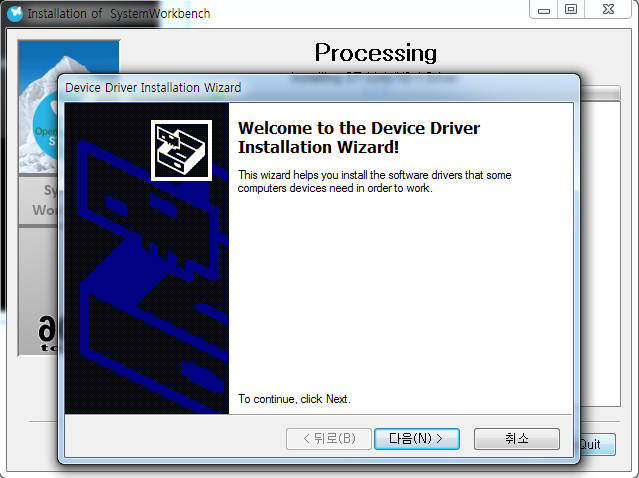 Installation of SystemWorkbench
Processing
Device Driver Installation Wizard
Welcome to the Device Driver
Installation Wizard!
This wizard helps you install the software drivers that some
computers devices need in order to work.
To continue, click Next.
< 뒤로(B)
다음(N) >
취소
Quit